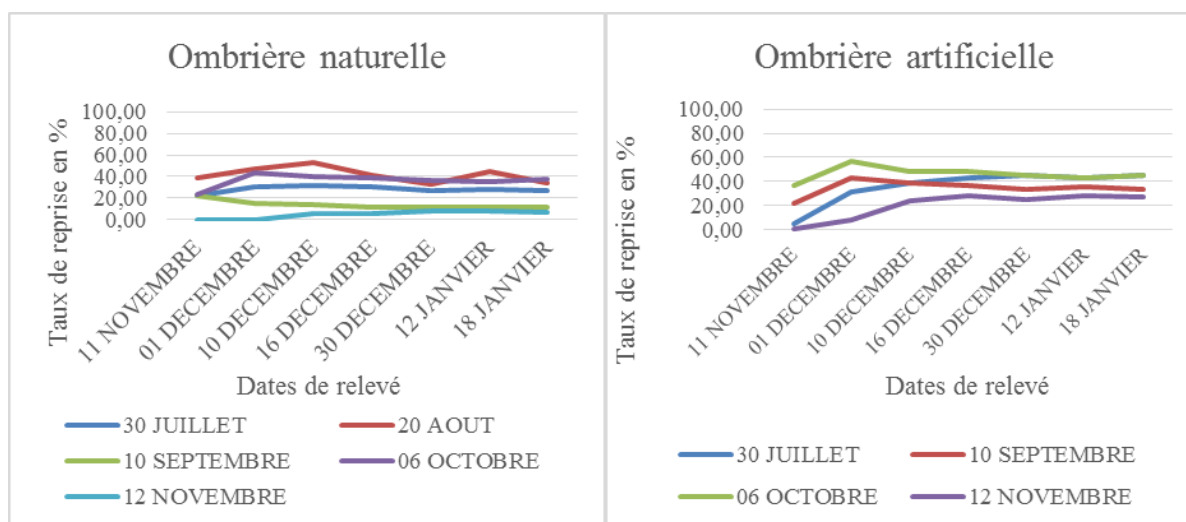 Ombrière naturelle
Taux de reprise en %
100,00
80,00
60,00
40,00
20,00
0,00
11 NOVEMBRE
01 DECEMBRE
10 DECEMBRE
16 DECEMBRE
30 DECEMBRE
12 JANVIER
18 JANVIER
Dates de relevé
30 JUILLET
20 AOUT
10 SEPTEMBRE
06 OCTOBRE
12 NOVEMBRE
Ombrière artificielle
Taux de reprise en %
100,00
80,00
60,00
40,00
20,00
0,00
11 NOVEMBRE
01 DECEMBRE
10 DECEMBRE
16 DECEMBRE
30 DECEMBRE
12 JANVIER
18 JANVIER
Dates de relevé
30 JUILLET
10 SEPTEMBRE
06 OCTOBRE
12 NOVEMBRE